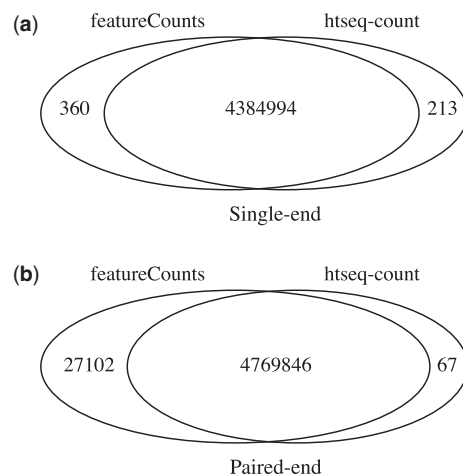 (a)
featureCounts htseq-count
360 4384994 213
Single-end
(b)
featureCounts htseq-count
27102 4769846 67
Paired-end